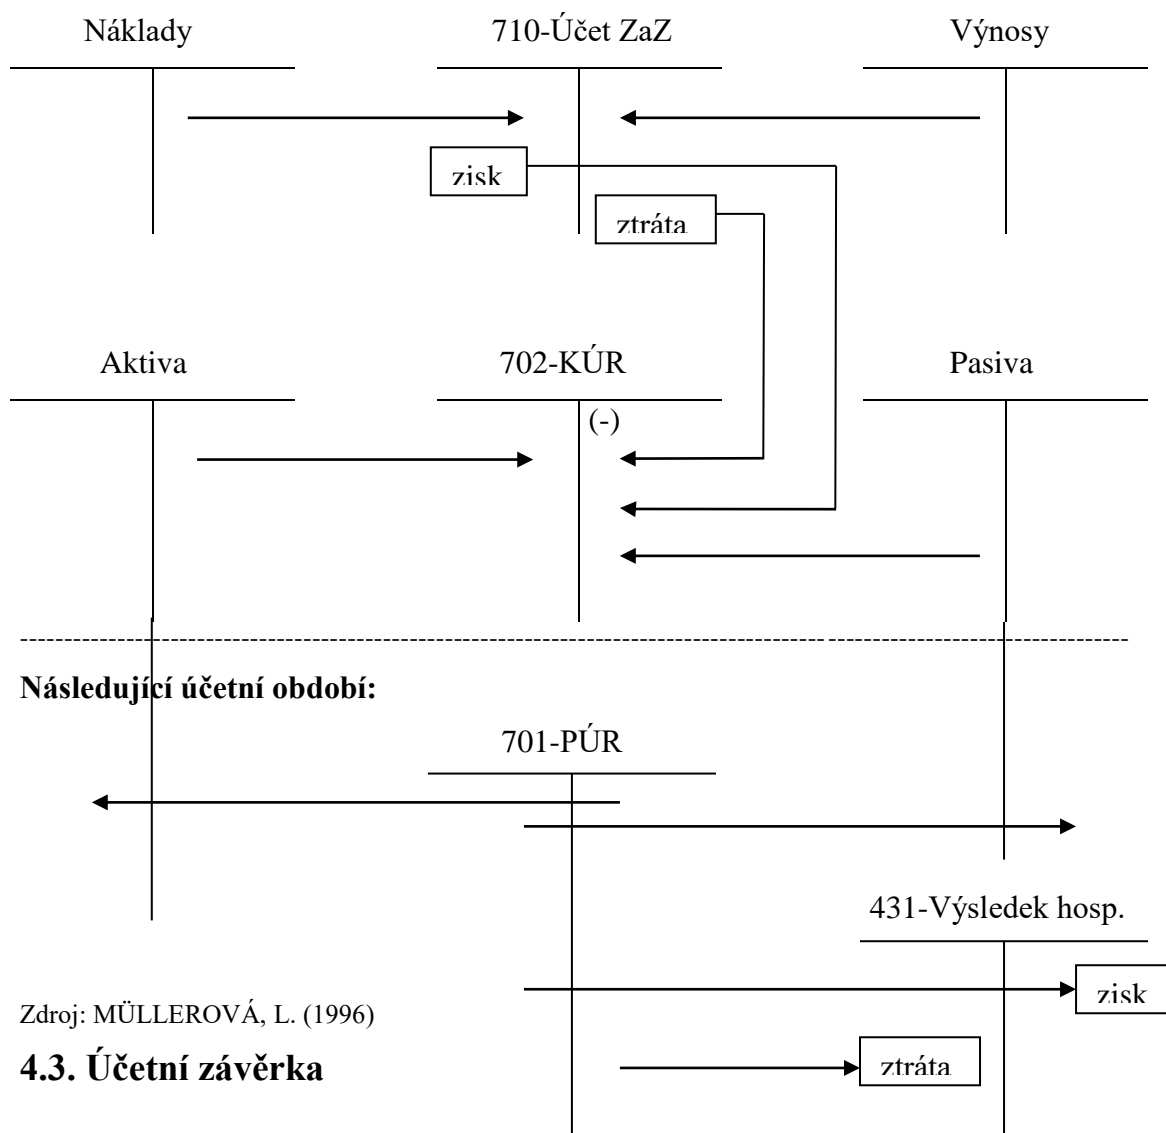 Náklady 710-Účet ZaZ Výnosy
zisk
ztráta
Aktiva 702-KÚR Pasiva
(-)
Následující účetní období:
701-PÚR
431-Výsledek hosp.
zisk
Zdroj: MÜLLEROVÁ, L. (1996)
4.3. Účetní závěrka
ztráta